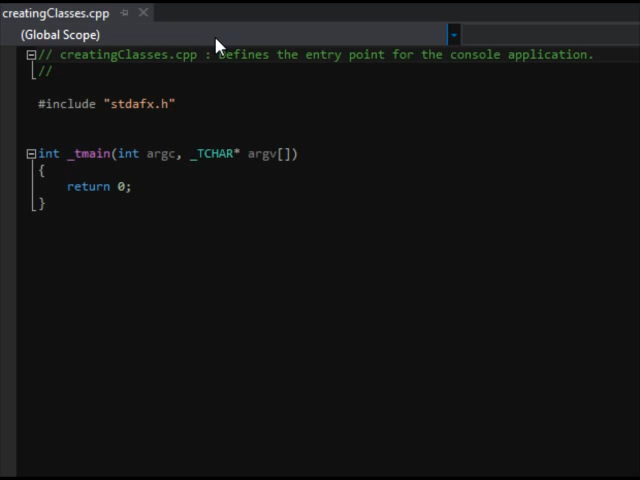 creatingClasses.cpp
(Global Scope)
// creatingClasses.cpp : Defines the entry point for the console application.
//
#include "stdafx.h"
int _tmain(int argc, _TCHAR* argv[])
{
return 0;
}